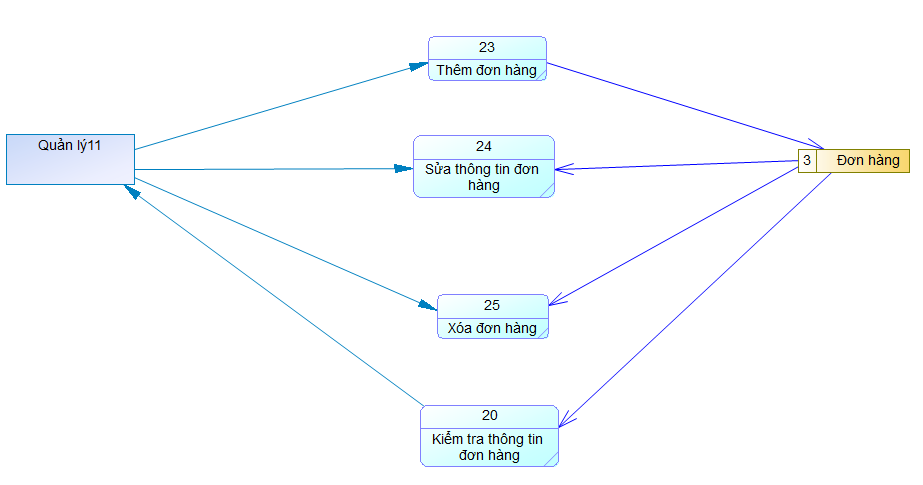 23
Thêm đơn hàng
Quản lý11
24
Sửa thông tin đơn
hàng
3 Đơn hàng
25
Xóa đơn hàng
20
Kiểm tra thông tin
đơn hàng